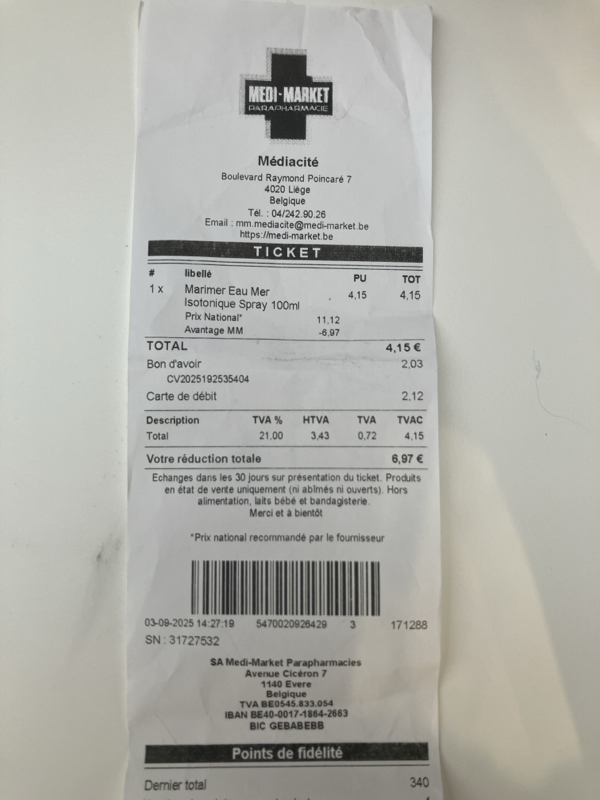 MEDI-MARKET
PARAPHARMACIE
Médiacité
Boulevard Raymond Poincaré 7
4020 Liège
Belgique
Tél. : 04/242.90.26
Email : mm.mediacite@medi-market.be
https://medi-market.be
TICKET
# libellé PU TOT
1 x Marimer Eau Mer 4,15 4,15
Isotonique Spray 100ml
Prix National* 11,12
Avantage MM -6,97
TOTAL 4,15 €
Bon d'avoir 2,03
CV2025192535404
Carte de débit 2,12
Description TVA % HTVA TVA TVAC
Total 21,00 3,43 0,72 4,15
Votre réduction totale 6,97 €
Echanges dans les 30 jours sur présentation du ticket. Produits
en état de vente uniquement (ni abîmés ni ouverts). Hors
alimentation, laits bébé et bandagisterie.
Merci et à bientôt
*Prix national recommandé par le fournisseur
03-09-2025 14:27:19 5470020926429 3 171288
SN : 31727532
SA Medi-Market Parapharmacies
Avenue Cicéron 7
1140 Evere
Belgique
TVA BE0545.833.054
IBAN BE40-0017-1864-2663
BIC GEBABEBB
Points de fidélité
Dernier total 340